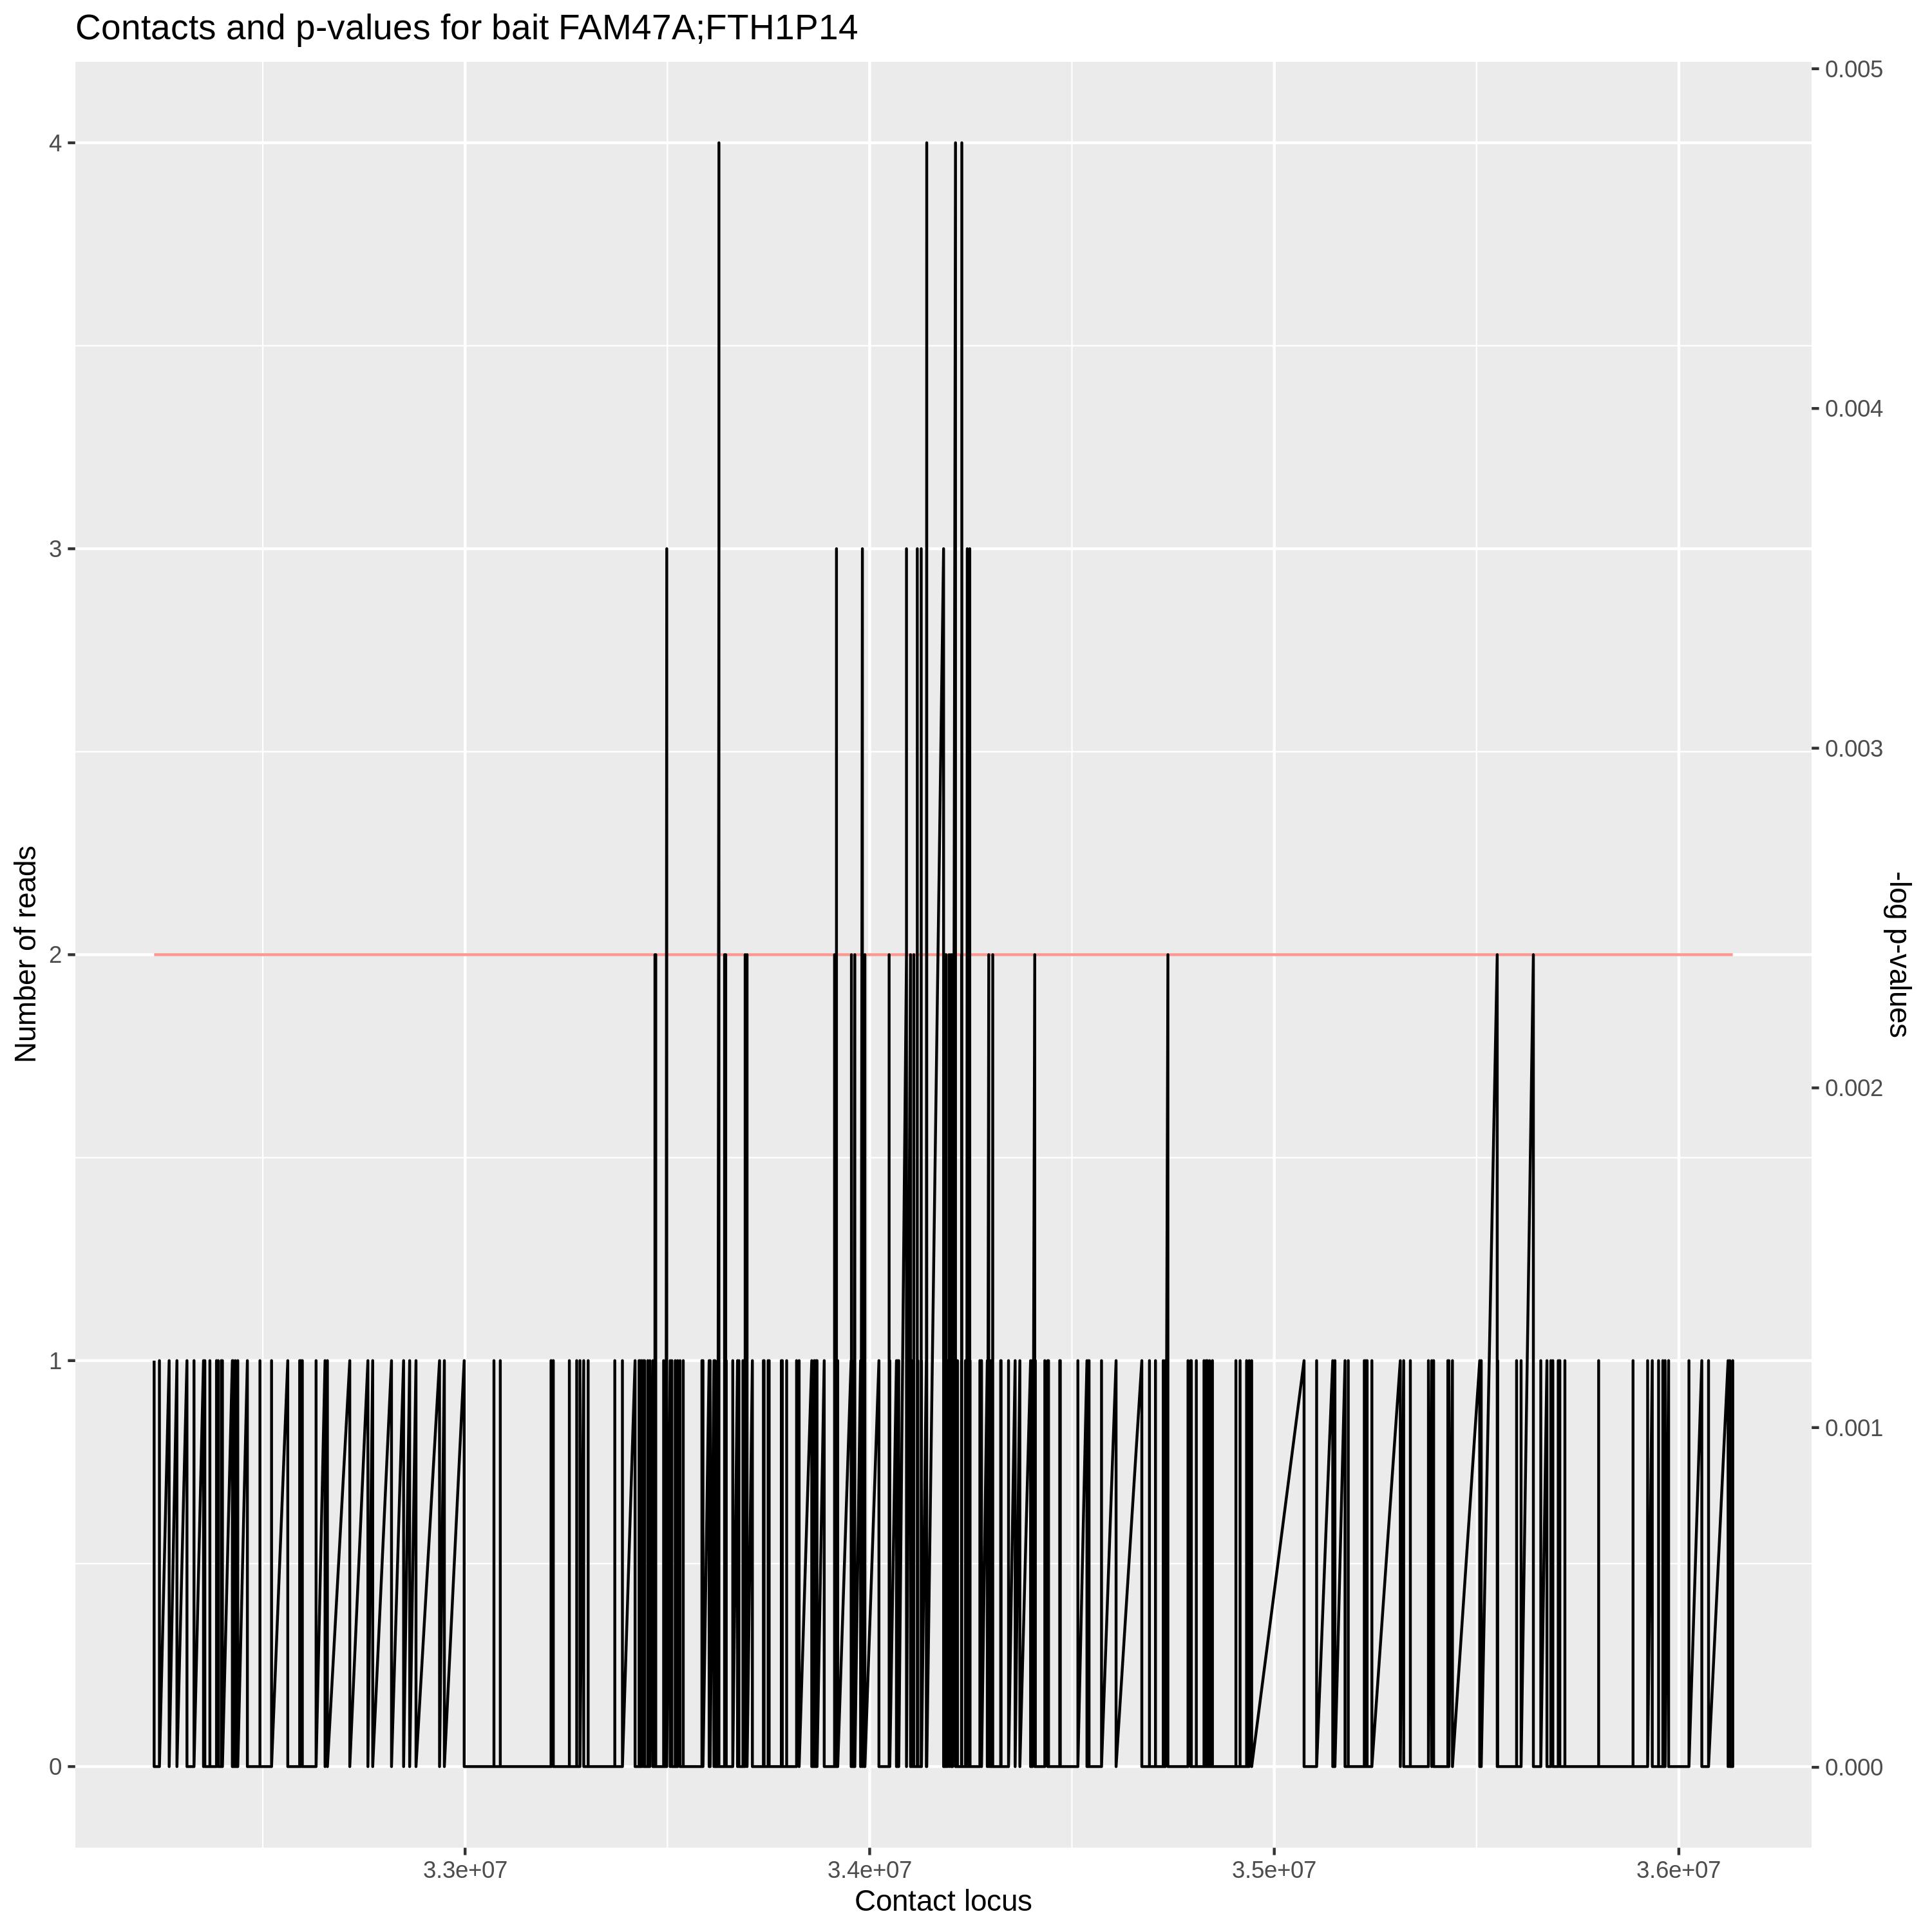 Contacts and p-values for bait FAM47A;FTH1P14
Number of reads
4
3
2
1
0
0.005
0.004
0.003
0.002
0.001
0.000
-log p-values
3.3e+07
3.4e+07
3.5e+07
3.6e+07
Contact locus